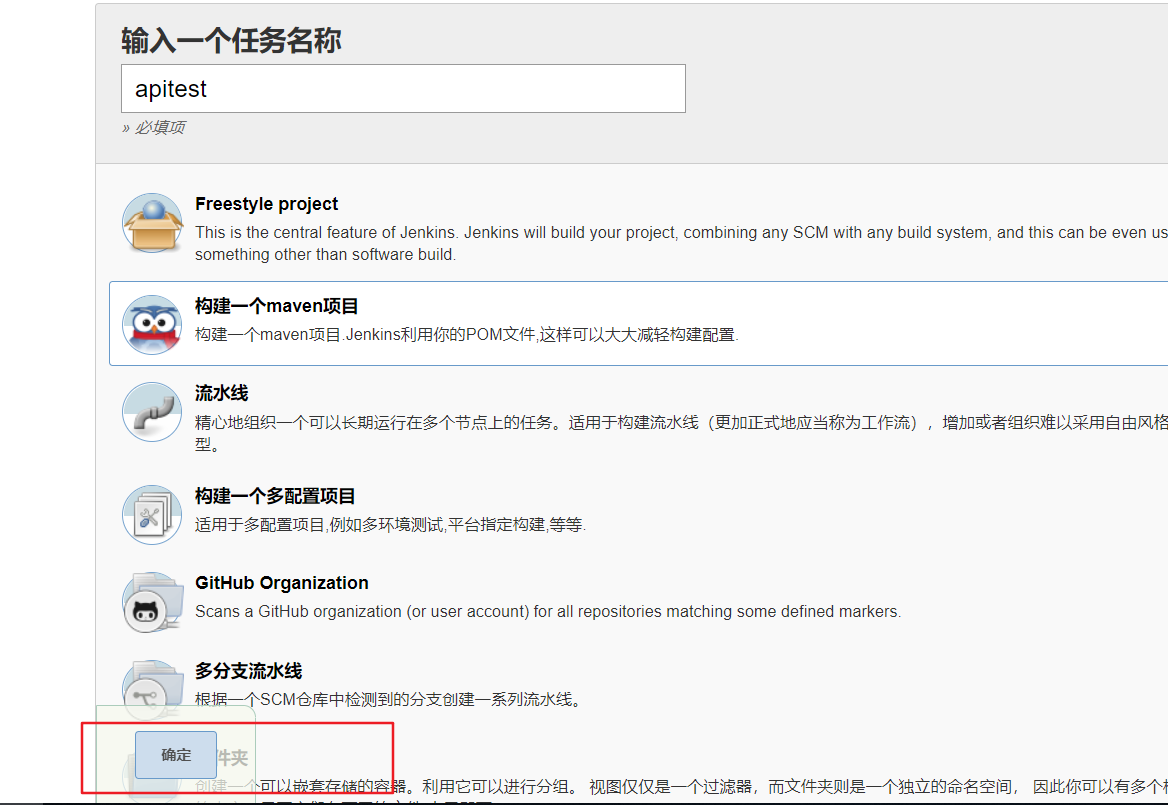 输入一个任务名称
apitest
» 必填项
Freestyle project
This is the central feature of Jenkins. Jenkins will build your project, combining any SCM with any build system, and this can be even us
something other than software build.
构建一个maven项目
构建一个maven项目.Jenkins利用你的POM文件,这样可以大大减轻构建配置.
流水线
精心地组织一个可以长期运行在多个节点上的任务。适用于构建流水线（更加正式地应当称为工作流），增加或者组织难以采用自由风格
型。
构建一个多配置项目
适用于多配置项目,例如多环境测试,平台指定构建,等等.
GitHub Organization
Scans a GitHub organization (or user account) for all repositories matching some defined markers.
多分支流水线
根据一个SCM仓库中检测到的分支创建一系列流水线。
确定
件夹
创建一个可以嵌套存储的容器。利用它可以进行分组。 视图仅仅是一个过滤器，而文件夹则是一个独立的命名空间， 因此你可以有多个